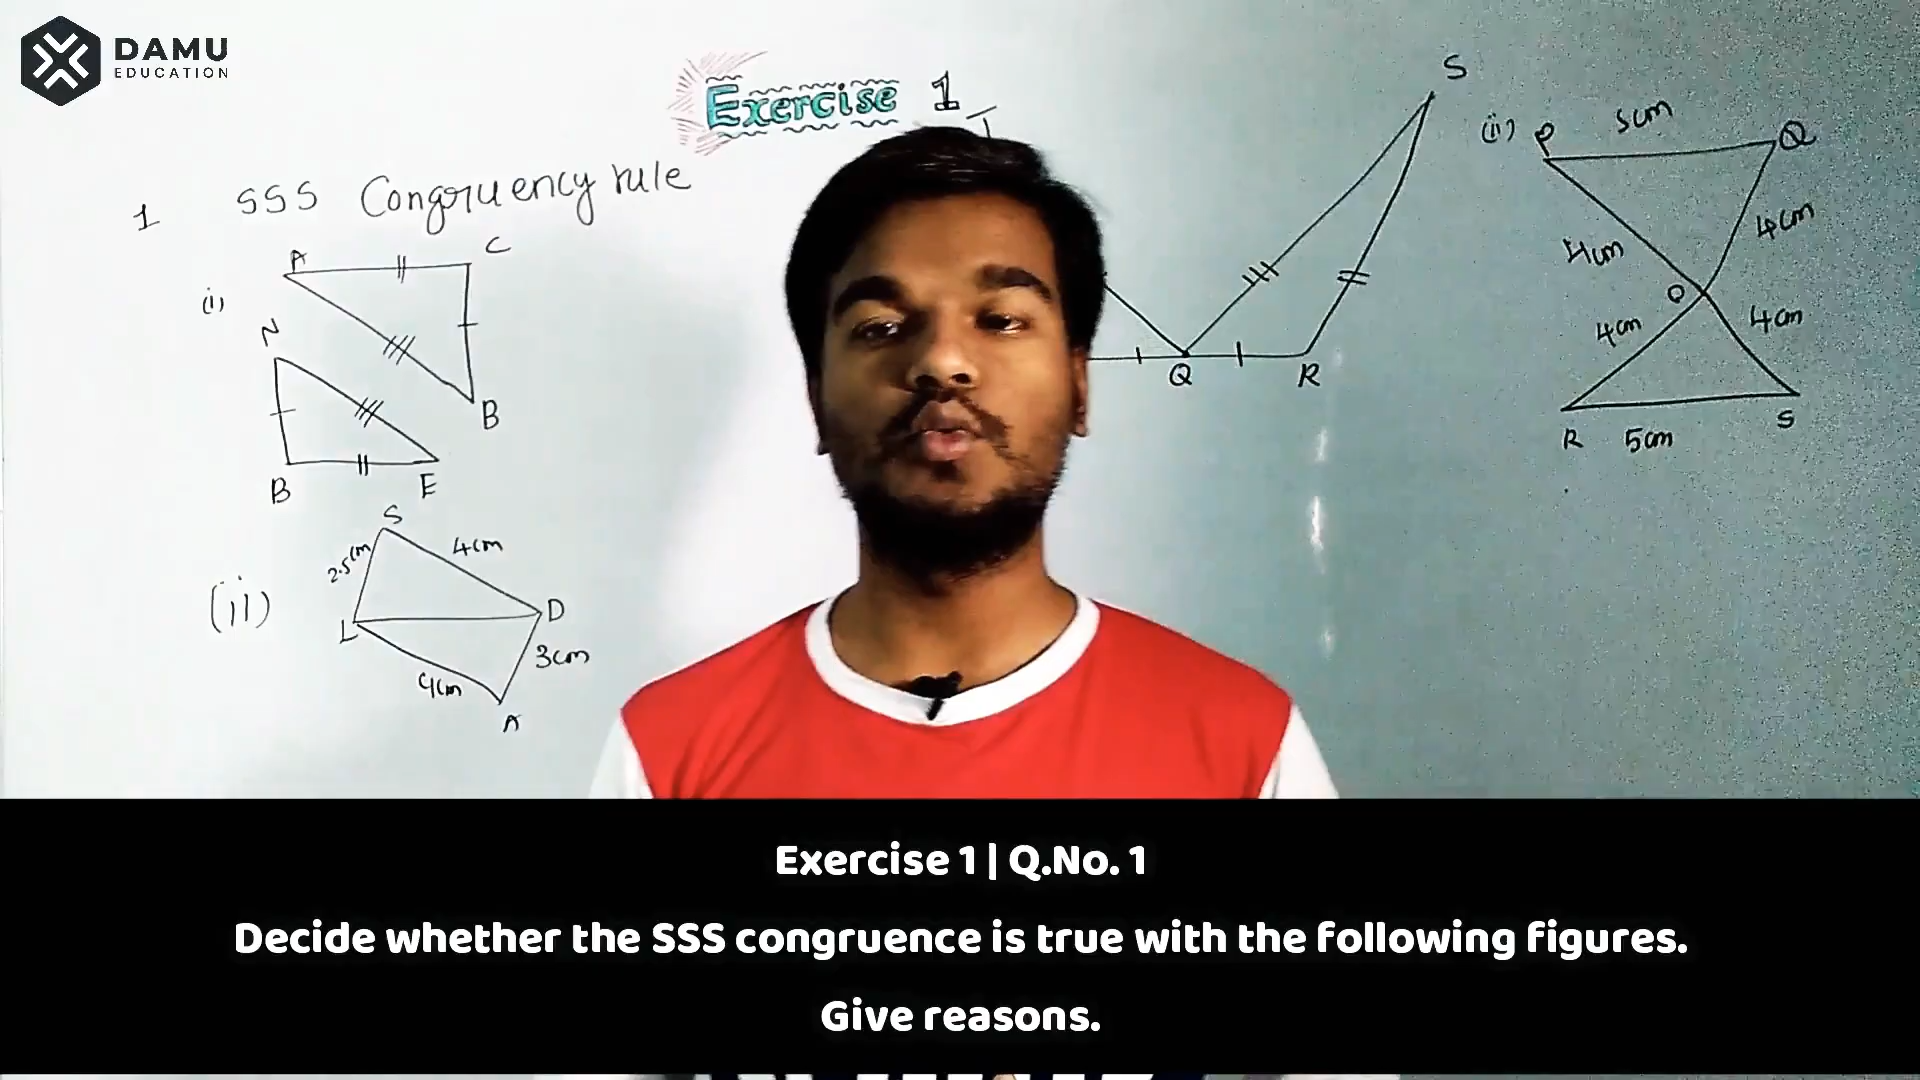 DAMU
EDUCATION
Exercise 1
1 SSS Congruency rule
(i)
A
C
N
B
B
E
(ii)
S
2.5cm
4cm
L
D
3cm
4cm
A
S
Q
R
(ii)
P
5cm
Q
4cm
4cm
O
4cm
4cm
R
5cm
S
Exercise 1 | Q.No. 1
Decide whether the SSS congruence is true with the following figures.
Give reasons.